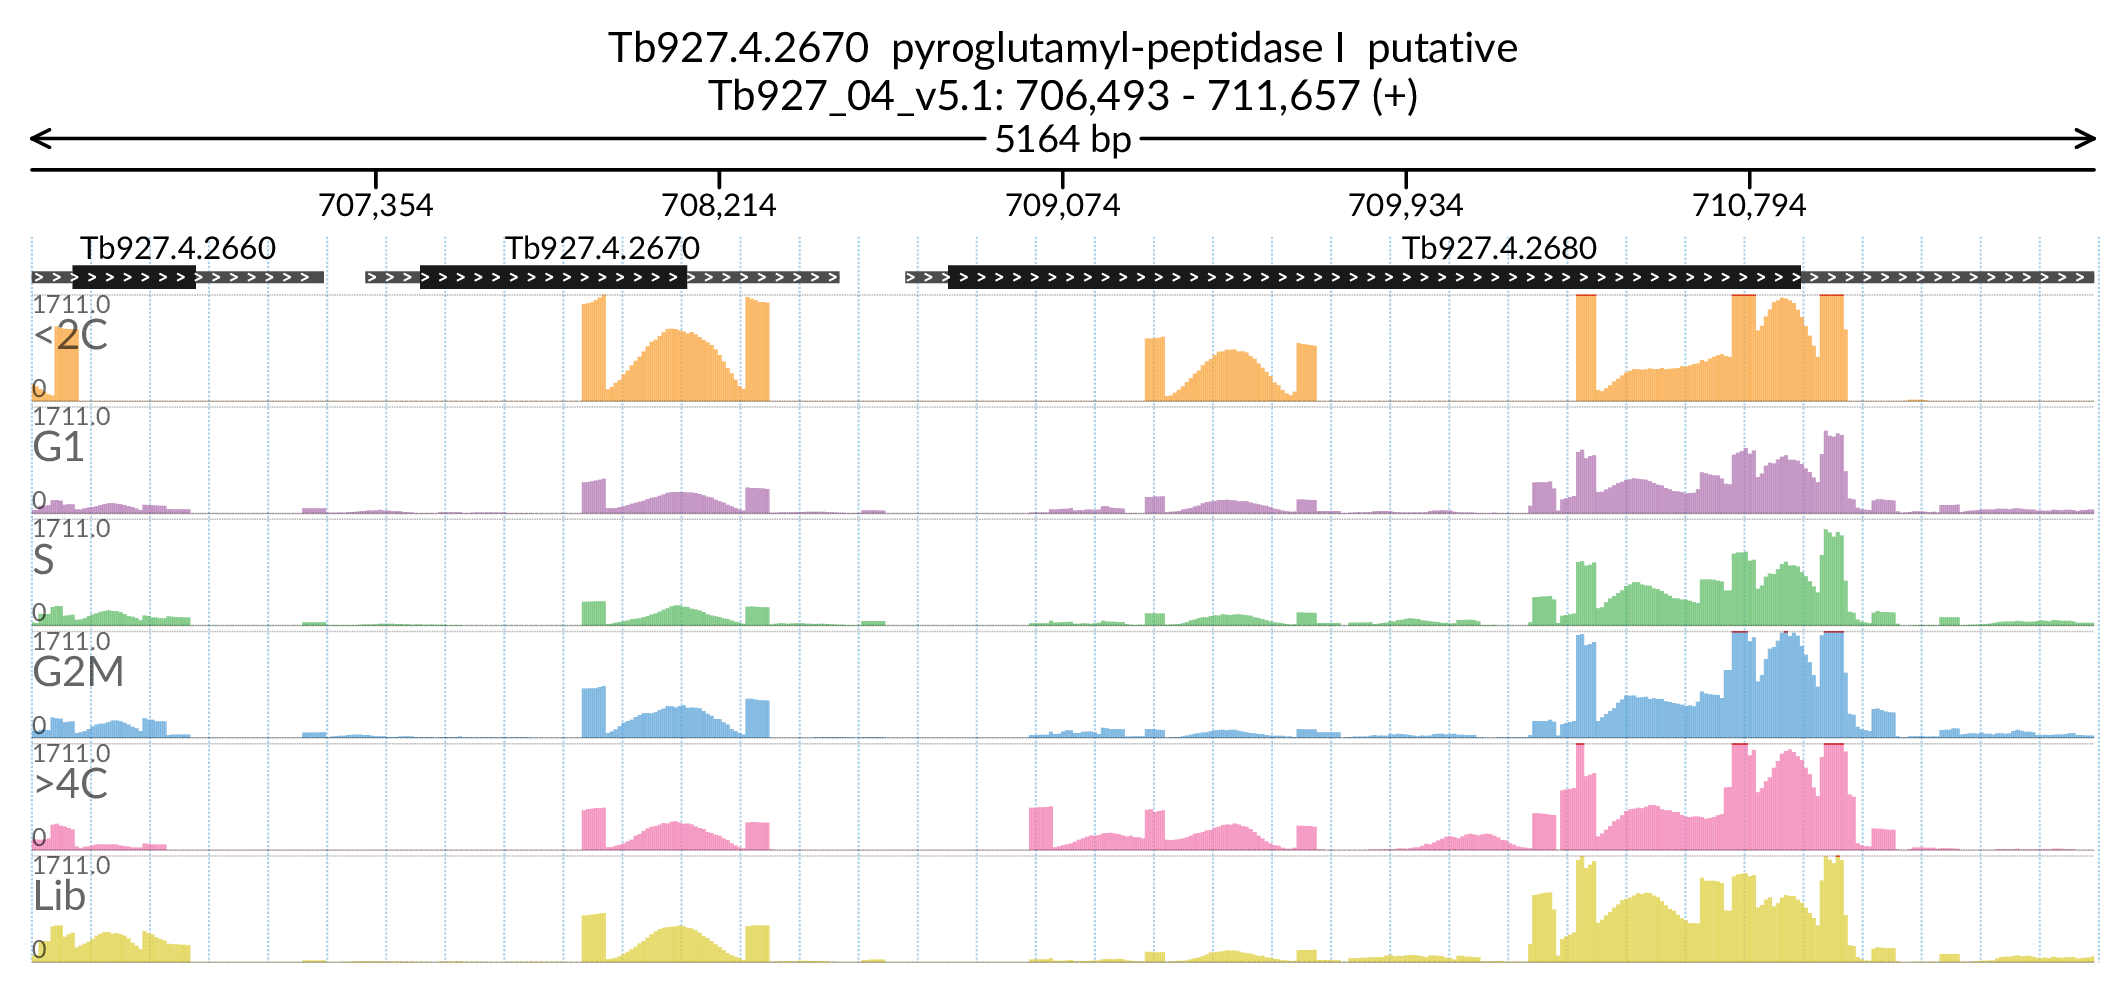 Tb927.4.2670 pyroglutamyl-peptidase I putative
Tb927_04_v5.1: 706,493 - 711,657 (+)
5164 bp
707,354 708,214 709,074 709,934 710,794
Tb927.4.2660 Tb927.4.2670 Tb927.4.2680
1711.0
<2C
0
1711.0
G1
0
1711.0
S
0
1711.0
G2M
0
1711.0
>4C
0
1711.0
Lib
0